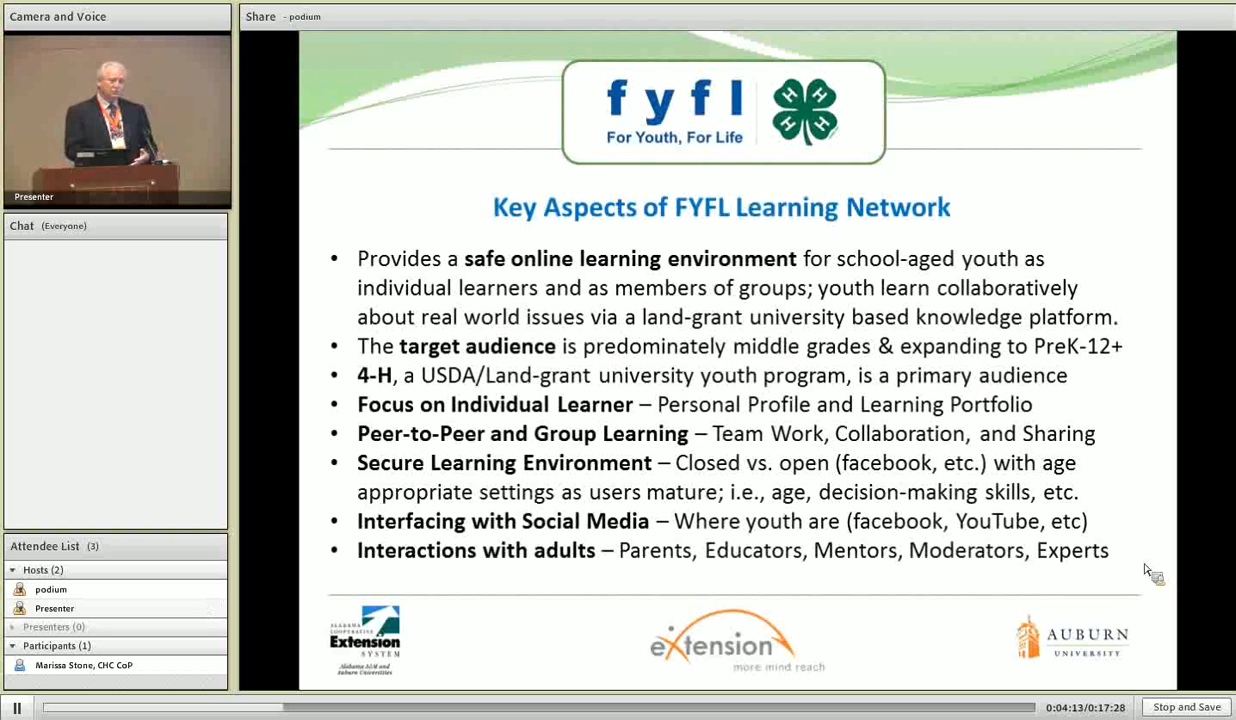 Camera and Voice
Presenter
Chat (Everyone)
Attendee List (3)
Hosts (2)
podium
Presenter
Presenters (0)
Participants (1)
Marissa Stone, CHC CoP
Share - podium
fyfl
For Youth, For Life
H H H H
Key Aspects of FYFL Learning Network
• Provides a safe online learning environment for school-aged youth as
individual learners and as members of groups; youth learn collaboratively
about real world issues via a land-grant university based knowledge platform.
• The target audience is predominately middle grades & expanding to PreK-12+
• 4-H, a USDA/Land-grant university youth program, is a primary audience
• Focus on Individual Learner – Personal Profile and Learning Portfolio
• Peer-to-Peer and Group Learning – Team Work, Collaboration, and Sharing
• Secure Learning Environment – Closed vs. open (facebook, etc.) with age
appropriate settings as users mature; i.e., age, decision-making skills, etc.
• Interfacing with Social Media – Where youth are (facebook, YouTube, etc)
• Interactions with adults – Parents, Educators, Mentors, Moderators, Experts
ALABAMA
COOPERATIVE
Extension
SYSTEM
Alabama A&M and
Auburn Universities
eXtension
more mind reach
AUBURN
UNIVERSITY
0:04:13/0:17:28
Stop and Save